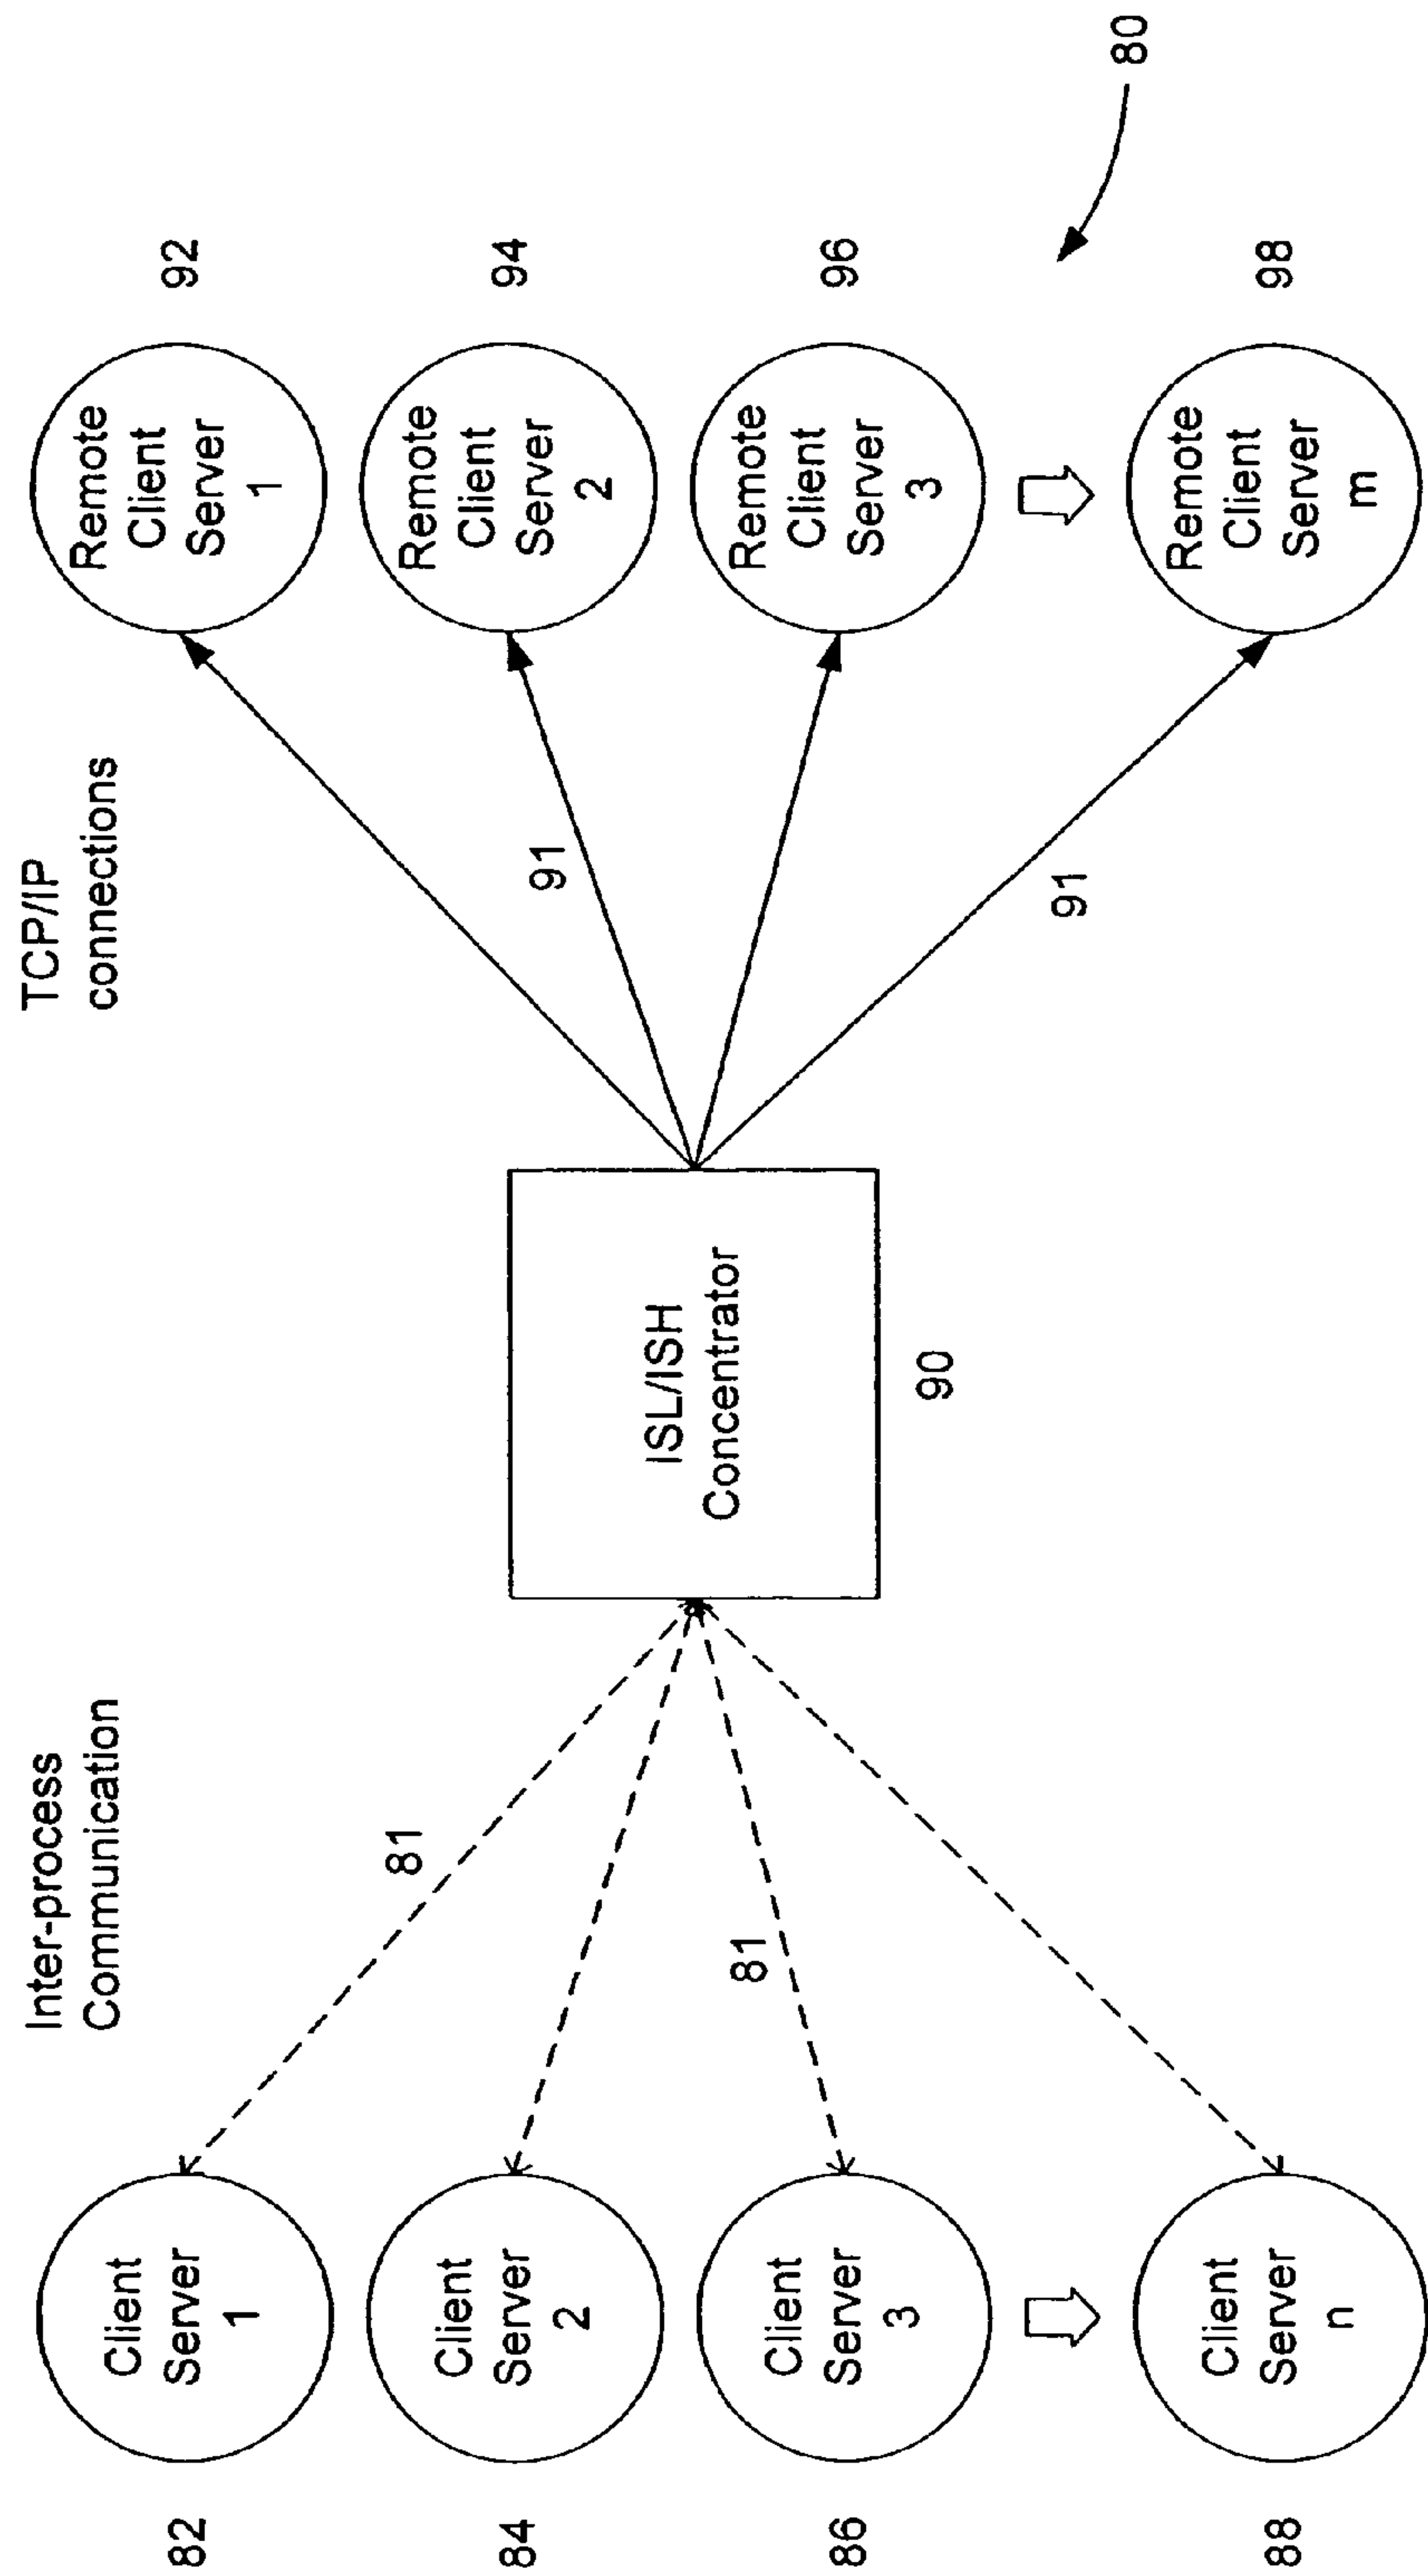 Inter-process
Communication
TCP/IP
connections
82
Client
Server
1
81
Remote
Client
Server
1
92
84
Client
Server
2
91
Remote
Client
Server
2
94
ISL/ISH
Concentrator
86
Client
Server
3
81
Remote
Client
Server
3
96
90
88
Client
Server
n
91
Remote
Client
Server
m
98
80